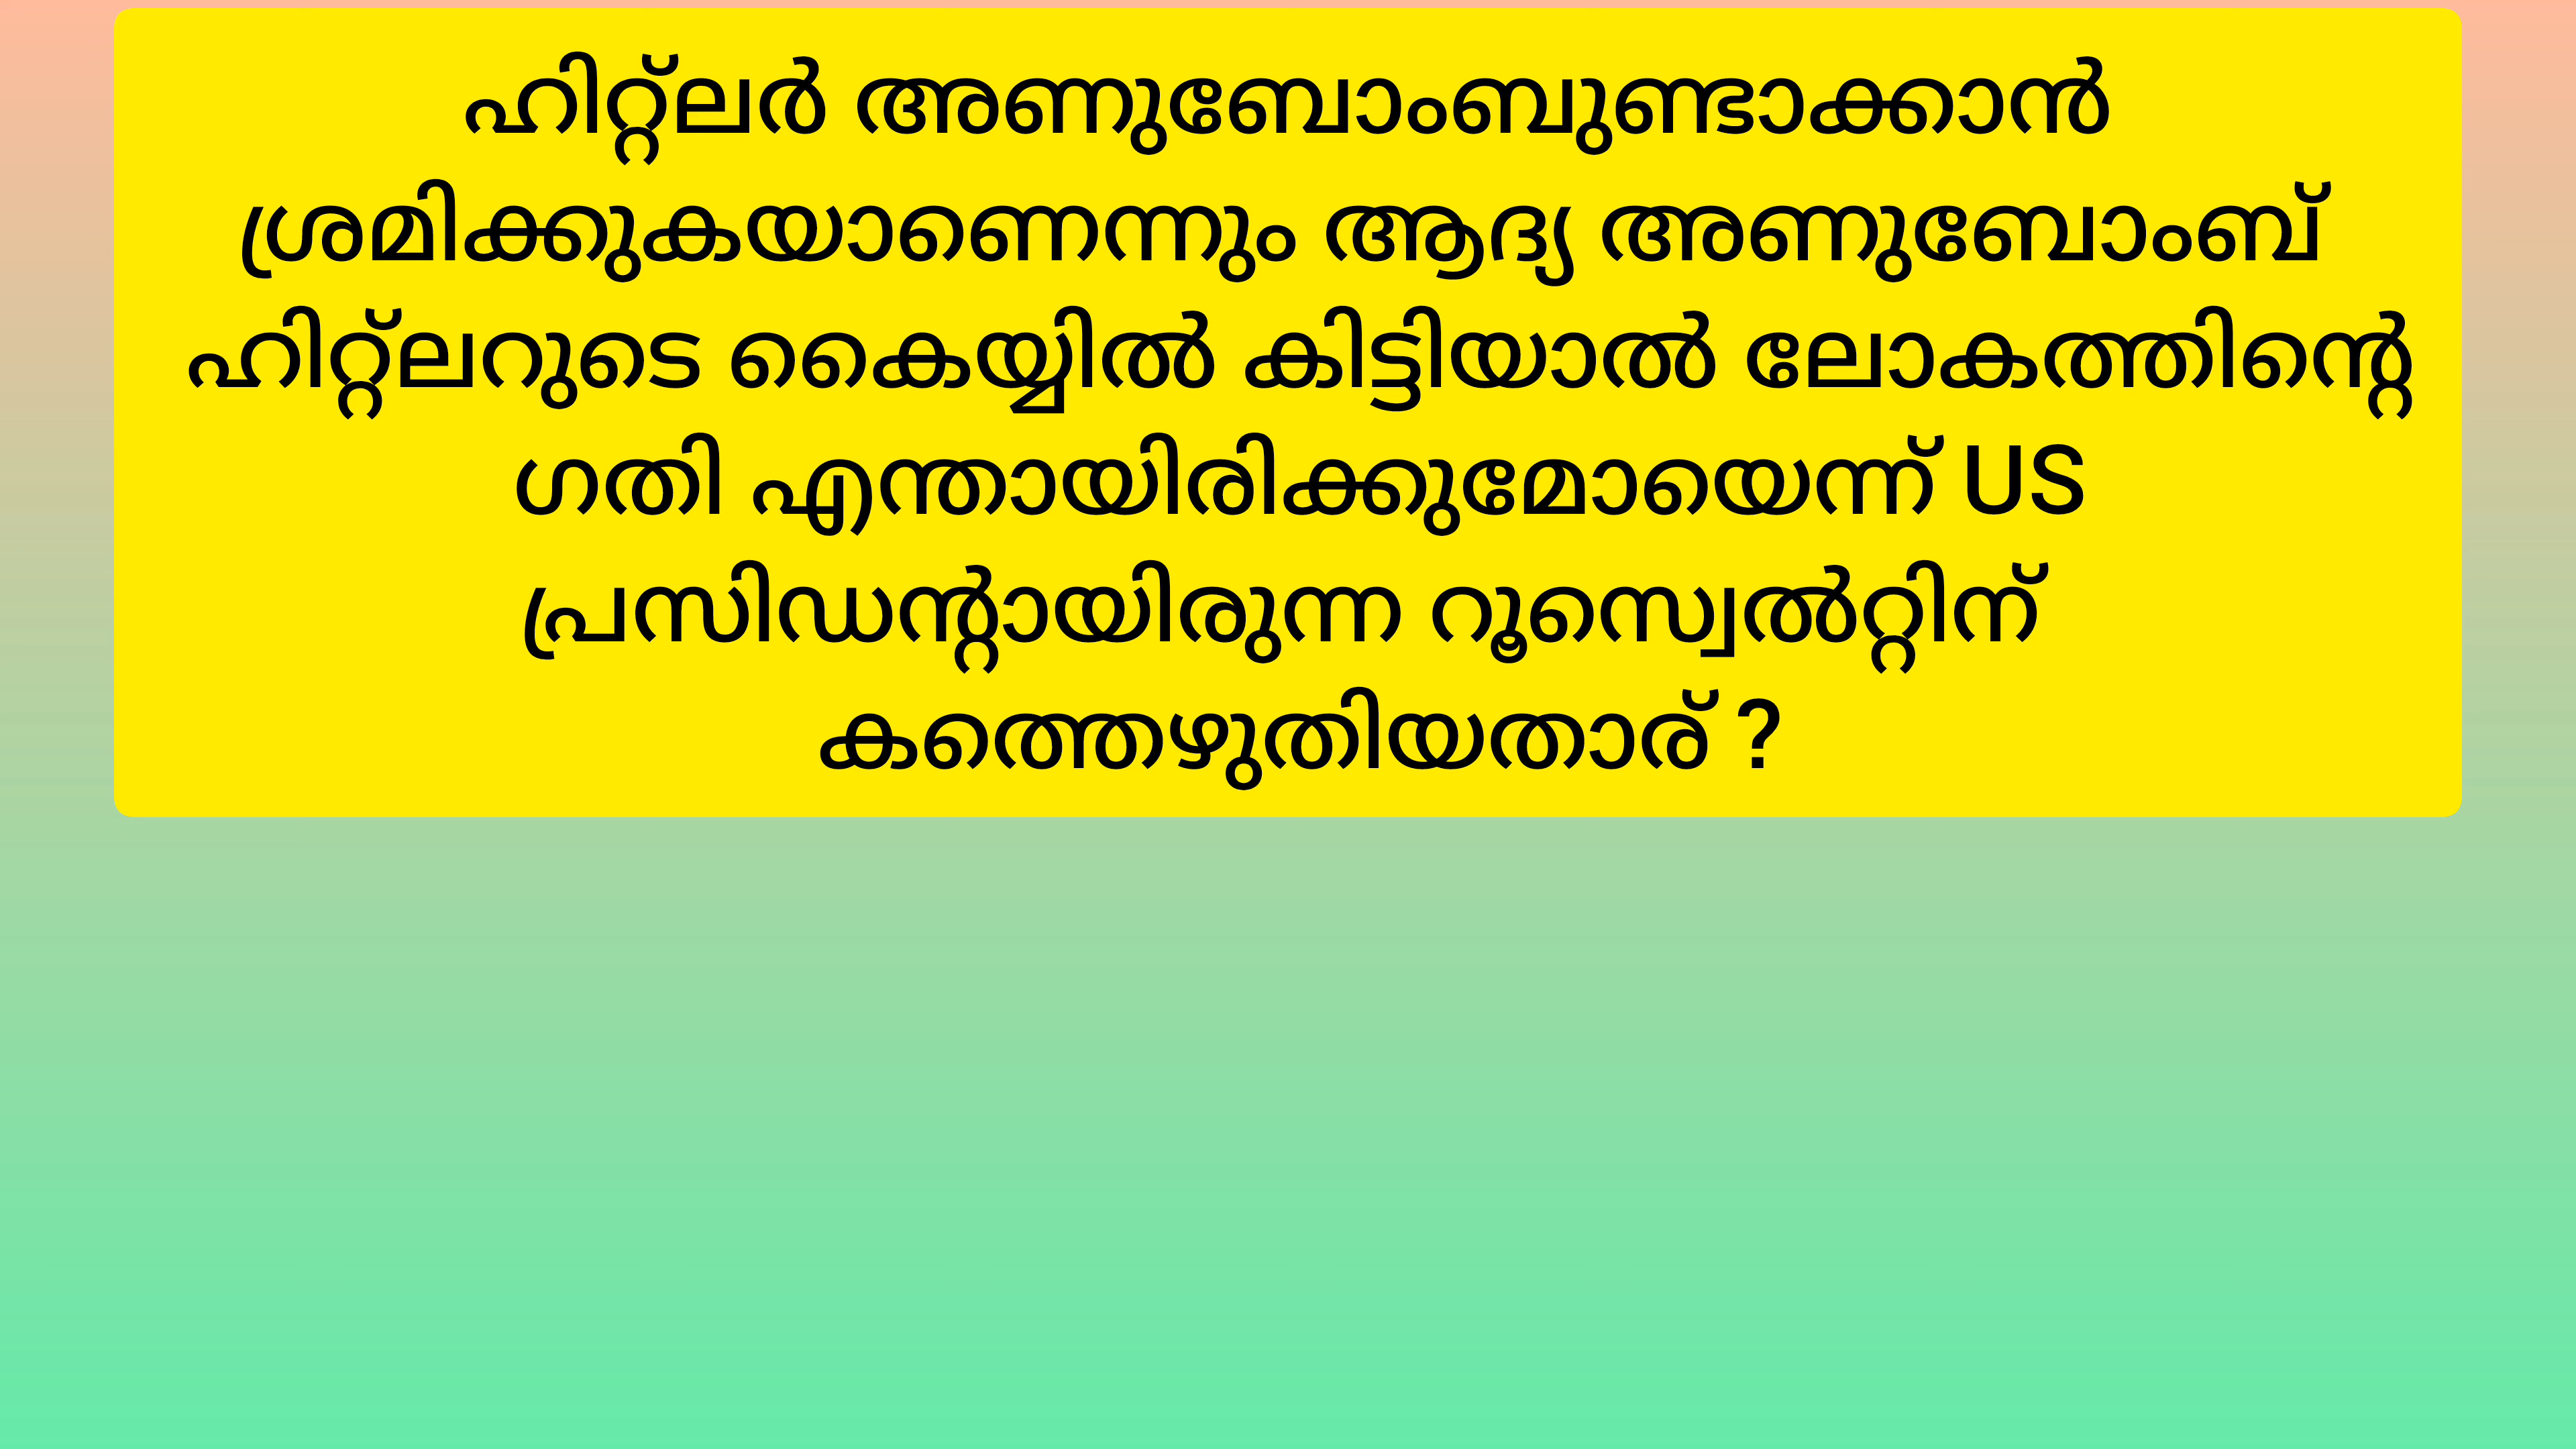 ഹിറ്റ്ലർ അണുബോംബുണ്ടാക്കാൻ
ശ്രമിക്കുകയാണെന്നും ആദ്യ അണുബോംബ്
ഹിറ്റ്ലറുടെ കൈയ്യിൽ കിട്ടിയാൽ ലോകത്തിന്റെ
ഗതി എന്തായിരിക്കുമോയെന്ന് US
പ്രസിഡന്റായിരുന്ന റൂസ്വെൽറ്റിന്
കത്തെഴുതിയതാര് ?